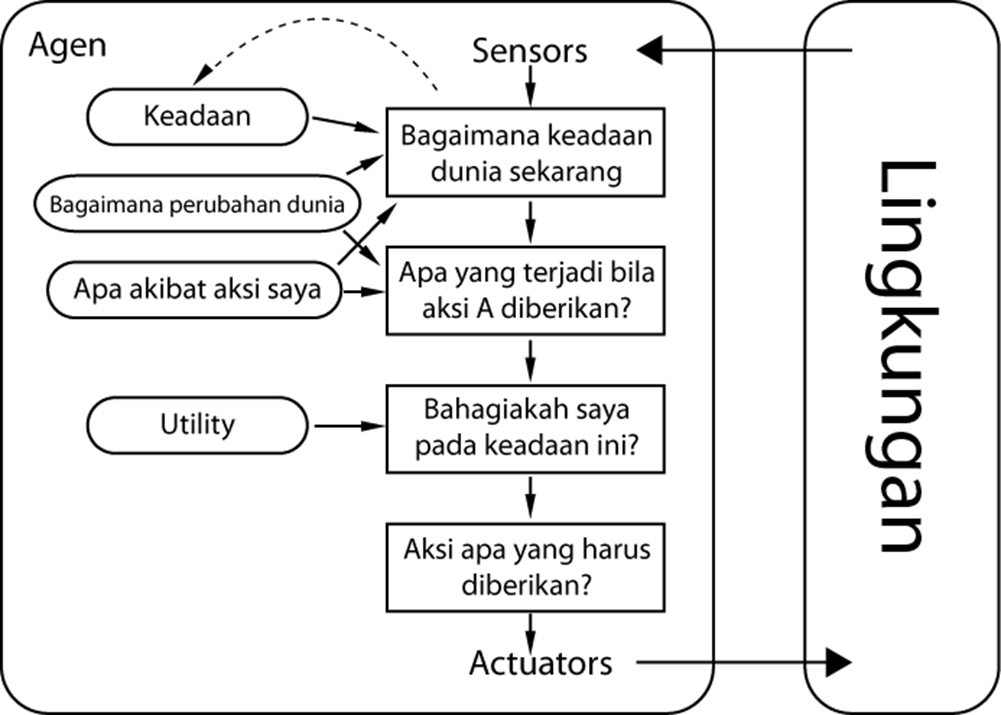 Agen
Sensors
Keadaan
Bagaimana keadaan
dunia sekarang
Bagaimana perubahan dunia
Apa akibat aksi saya
Apa yang terjadi bila
aksi A diberikan?
Utility
Bahagiakah saya
pada keadaan ini?
Aksi apa yang harus
diberikan?
Actuators
Lingkungan